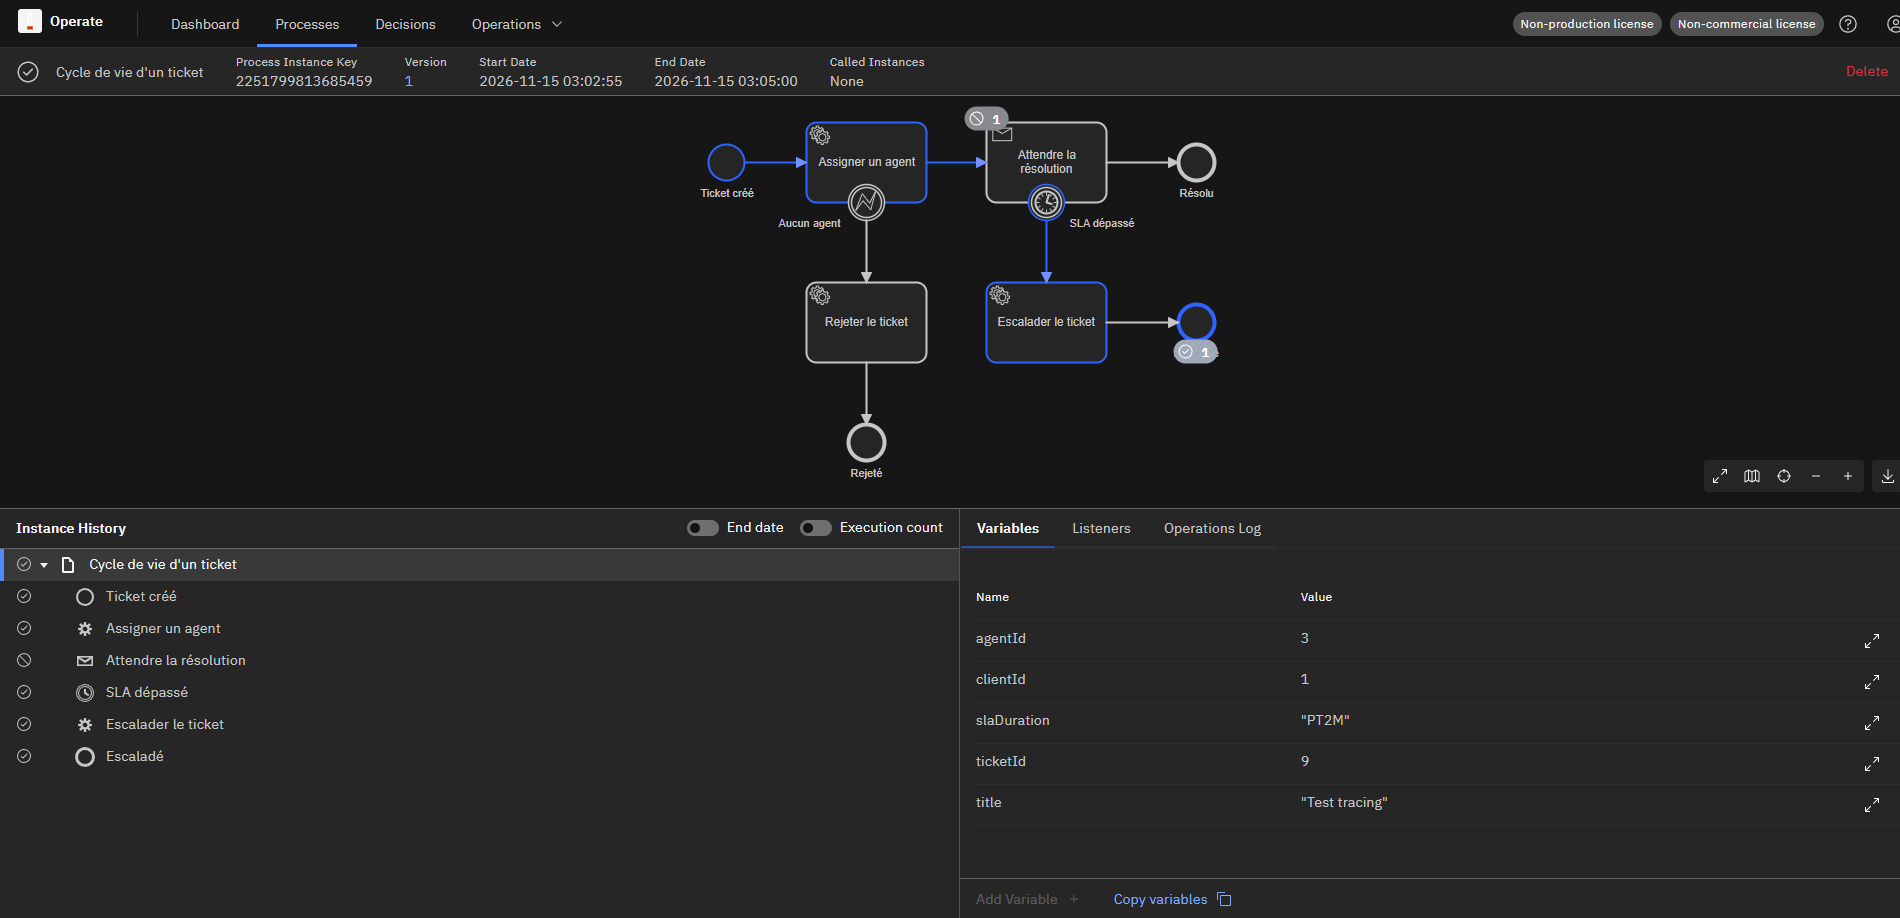 Operate
Dashboard
Processes
Decisions
Operations
Non-production license
Non-commercial license
Cycle de vie d'un ticket
Process Instance Key
2251799813685459
Version
1
Start Date
2026-11-15 03:02:55
End Date
2026-11-15 03:05:00
Called Instances
None
Delete
1
Assigner un agent
Attendre la
résolution
Ticket créé
Résolu
Aucun agent
SLA dépassé
Rejeter le ticket
Escalader le ticket
1
Rejeté
Instance History
End date
Execution count
Cycle de vie d'un ticket
Ticket créé
Assigner un agent
Attendre la résolution
SLA dépassé
Escalader le ticket
Escaladé
Variables
Listeners
Operations Log
Name
Value
agentId
3
clientId
1
slaDuration
"PT2M"
ticketId
9
title
"Test tracing"
Add Variable +
Copy variables